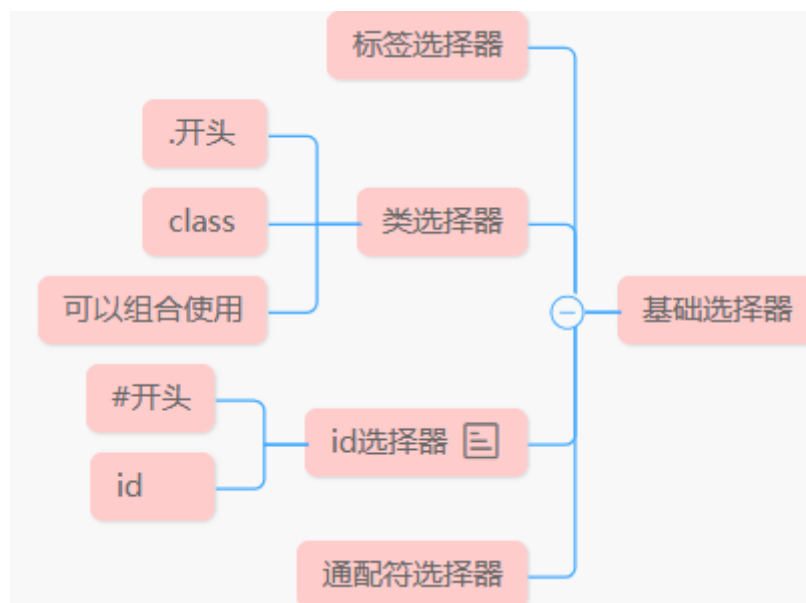 标签选择器
.开头
class
类选择器
可以组合使用
基础选择器
#开头
id选择器
id
通配符选择器